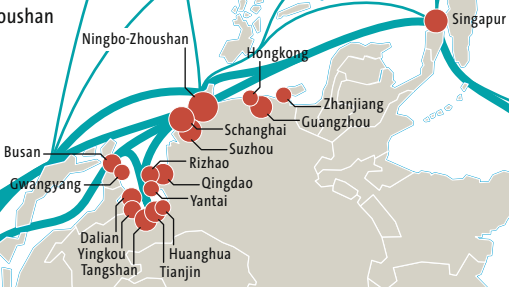 oushan
Singapur
Ningbo-Zhoushan
Hongkong
Zhanjiang
Guangzhou
Schanghai
Suzhou
Busan
Rizhao
Gwangyang
Qingdao
Yantai
Dalian
Yingkou
Huanghua
Tangshan
Tianjin